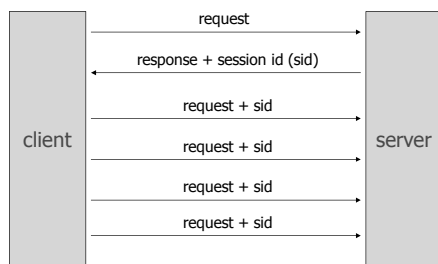 request
response + session id (sid)
request + sid
client
server
request + sid
request + sid
request + sid